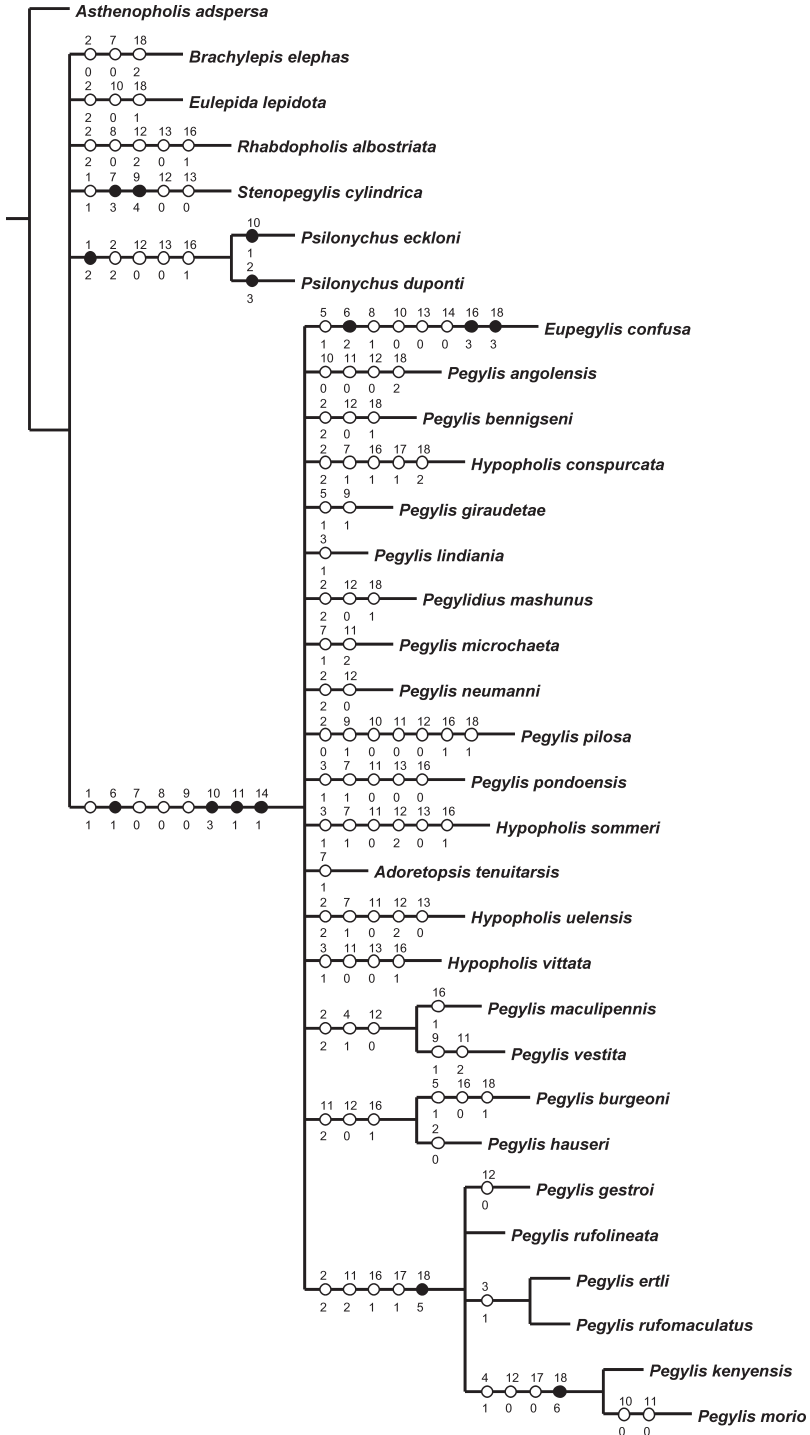 Asthenopholis adspersa
2 7 18
Brachylepis elephas
0 0 2
2 10 18
Eulepida lepidota
2 0 1
2 8 12 13 16
Rhabdopholis albostriata
2 0 2 0 1
1 7 9 12 13
Stenopegylis cylindrica
1 3 4 0 0
10
Psilonychus eckloni
1
1 2 12 13 16
2 2 0 0 1
2
Psilonychus duponti
3
5 6 8 10 13 14 16 18
Eupegylis confusa
1 2 1 0 0 0 3 3
10 11 12 18
Pegylis angolensis
0 0 0 2
2 12 18
Pegylis bennigseni
2 0 1
2 7 16 17 18
Hypopholis conspurcata
2 1 1 1 2
5 9
Pegylis giraudetae
1 1
3
Pegylis lindiania
1
2 12 18
Pegylidius mashunus
2 0 1
7 11
Pegylis microchaeta
1 2
2 12
Pegylis neumanni
2 0
2 9 10 11 12 16 18
Pegylis pilosa
0 1 0 0 0 1 1
3 7 11 13 16
Pegylis pondoensis
1 1 0 0 0
1 6 7 8 9 10 11 14
1 1 0 0 0 3 1 1
3 7 11 12 13 16
Hypopholis sommeri
1 1 0 2 0 1
7
Adoretopsis tenuitarsis
1
2 7 11 12 13
Hypopholis uelensis
2 1 0 2 0
3 11 13 16
Hypopholis vittata
1 0 0 1
16
Pegylis maculipennis
1
2 4 12
2 1 0
9 11
Pegylis vestita
1 2
5 16 18
Pegylis burgeoni
1 0 1
11 12 16
2 0 1
2
Pegylis hauseri
0
12
Pegylis gestroi
0
Pegylis rufolineata
2 11 16 17 18
2 2 1 1 5
Pegylis ertli
3
1
Pegylis rufomaculatus
Pegylis kenyensis
4 12 17 18
1 0 0 6
10 11
Pegylis morio
0 0